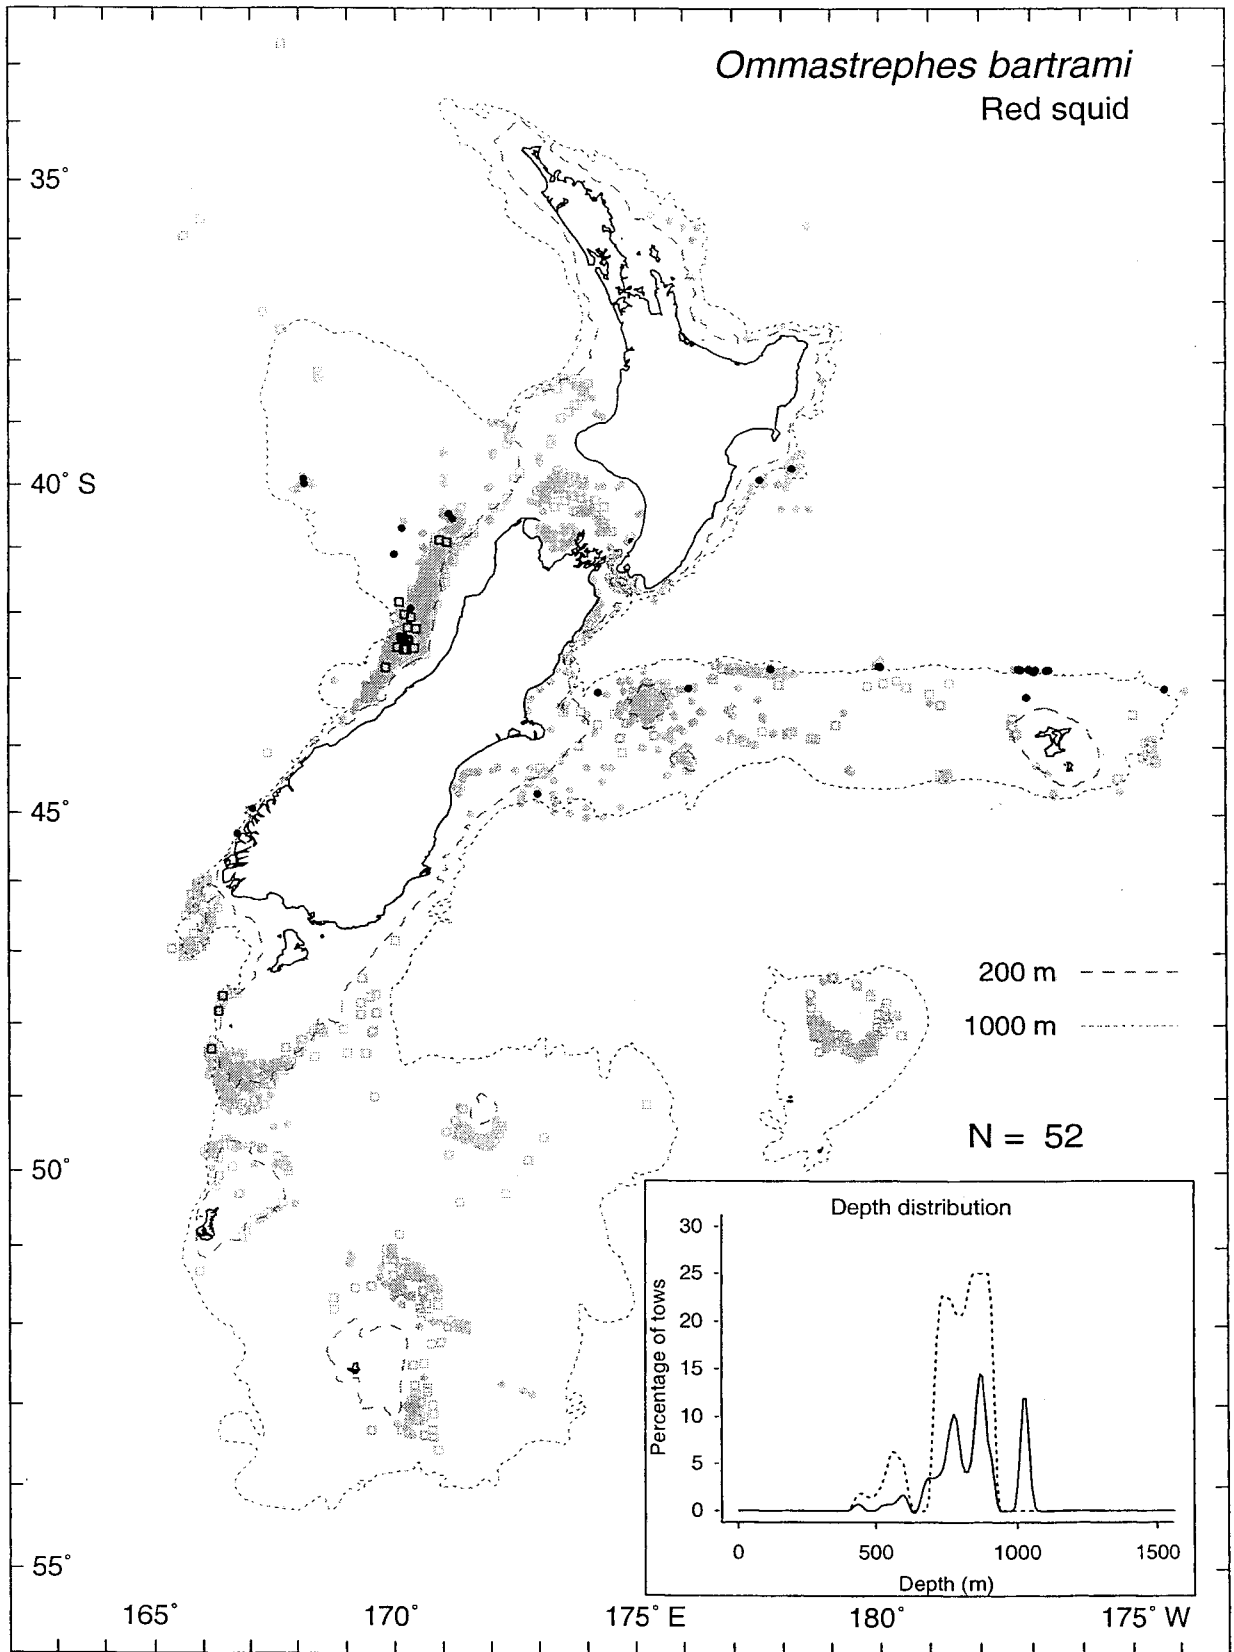 Ommastrephes bartrami
Red squid
35°
40° S
45°
50°
55°
200 m
1000 m
N = 52
Depth distribution
Percentage of tows
30
25
20
15
10
5
0
0 500 1000 1500
Depth (m)
165° 170° 175° E 180° 175° W